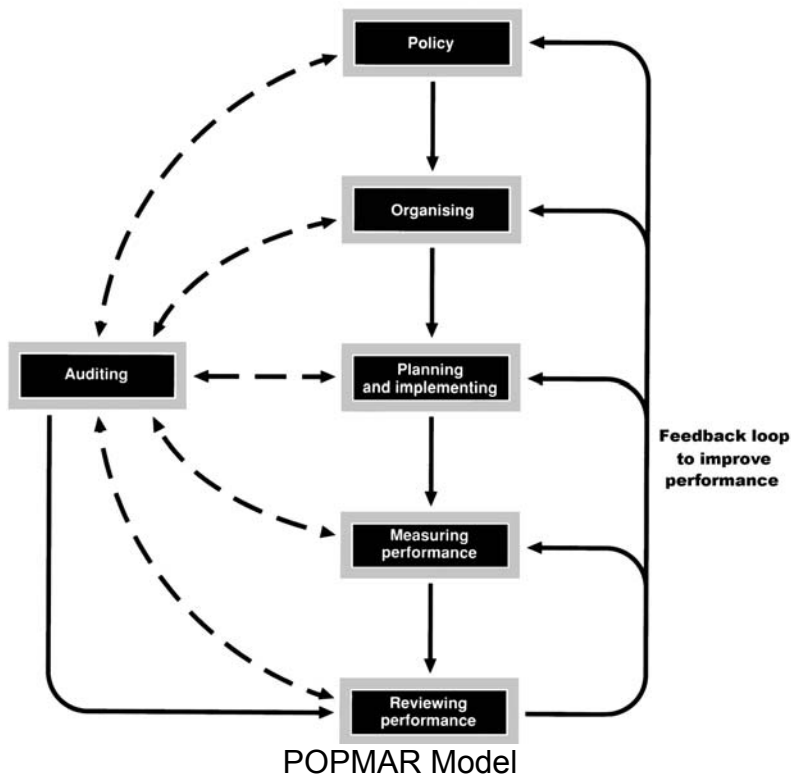 Policy
Organising
Auditing
Planning
and implementing
Feedback loop
to improve
performance
Measuring
performance
Reviewing
performance
POPMAR Model